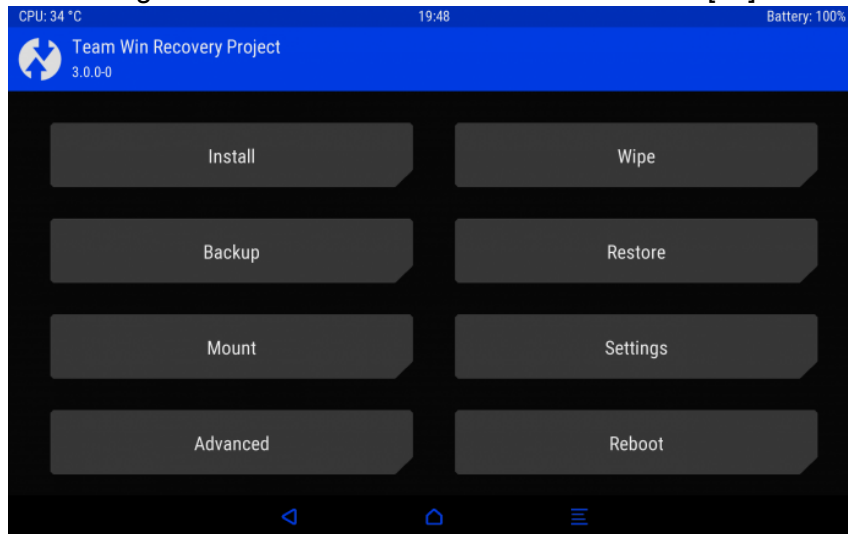 CPU: 34 °C 19:48 Battery: 100%
Team Win Recovery Project
3.0.0-0
Install Wipe
Backup Restore
Mount Settings
Advanced Reboot